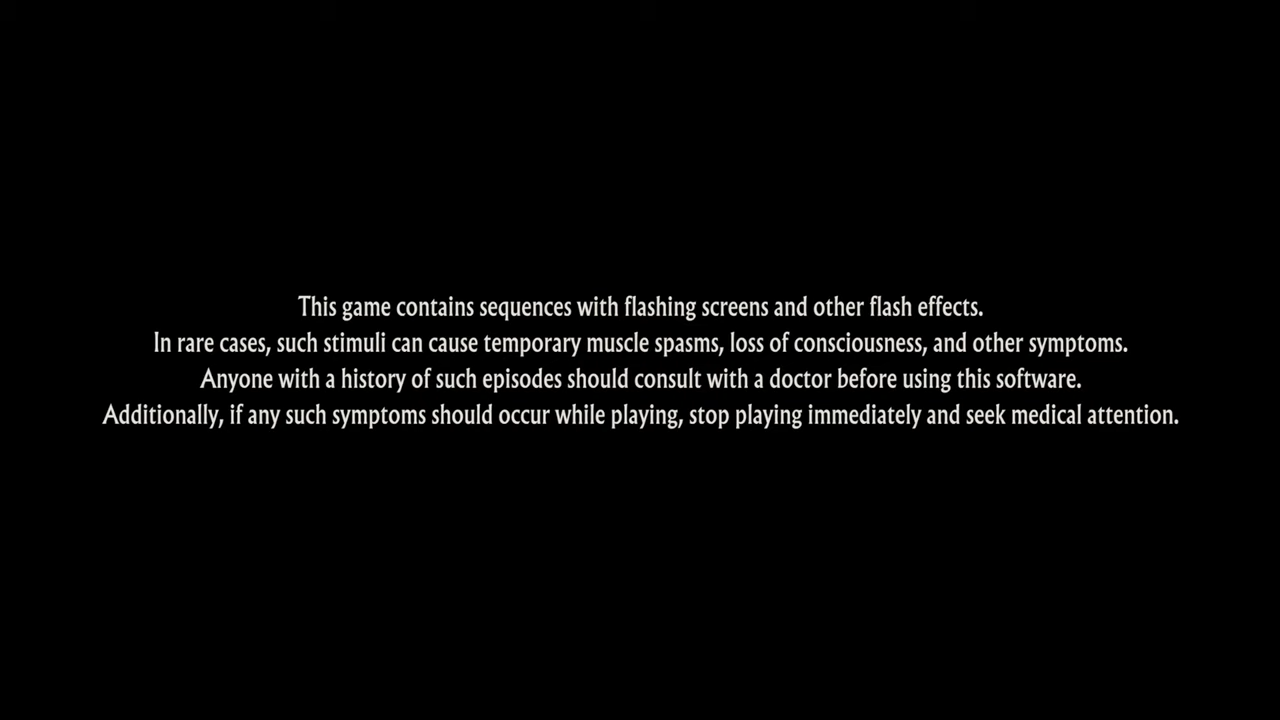 This game contains sequences with flashing screens and other flash effects.
In rare cases, such stimuli can cause temporary muscle spasms, loss of consciousness, and other symptoms.
Anyone with a history of such episodes should consult with a doctor before using this software.
Additionally, if any such symptoms should occur while playing, stop playing immediately and seek medical attention.